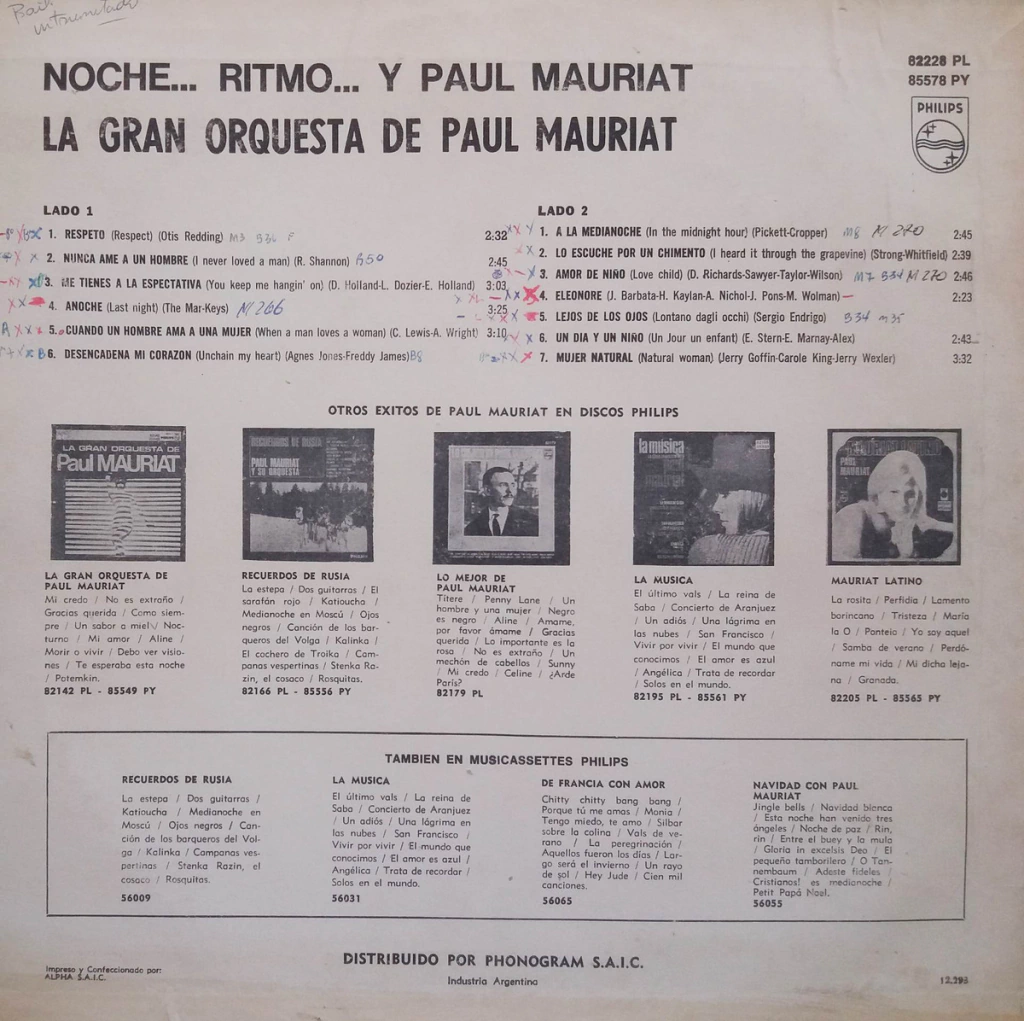 NOCHE... RITMO... Y PAUL MAURIAT
LA GRAN ORQUESTA DE PAUL MAURIAT
82228 PL
85578 PY
PHILIPS
LADO 1
1. RESPETO (Respect) (Otis Redding) 2:32
2. NUNCA AME A UN HOMBRE (I never loved a man) (R. Shannon) 2:45
3. ME TIENES A LA ESPECTATIVA (You keep me hangin' on) (D. Holland-L. Dozier-E. Holland) 3:03
4. ANOCHE (Last night) (The Mar-Keys) M 266 3:25
5. CUANDO UN HOMBRE AMA A UNA MUJER (When a man loves a woman) (C. Lewis-A. Wright) 3:10
6. DESENCADENA MI CORAZON (Unchain my heart) (Agnes Jones-Freddy James)
LADO 2
1. A LA MEDIANOCHE (In the midnight hour) (Pickett-Cropper) M 270 2:45
2. LO ESCUCHE POR UN CHIMENTO (I heard it through the grapevine) (Strong-Whitfield) 2:39
3. AMOR DE NIÑO (Love child) (D. Richards-Sawyer-Taylor-Wilson) M 270 2:46
4. ELEONORE (J. Barbata-H. Kaylan-A. Nichol-J. Pons-M. Wolman) 2:23
5. LEJOS DE LOS OJOS (Lontano dagli occhi) (Sergio Endrigo)
6. UN DIA Y UN NIÑO (Un Jour un enfant) (E. Stern-E. Marnay-Alex) 2:43
7. MUJER NATURAL (Natural woman) (Jerry Goffin-Carole King-Jerry Wexler) 3:32
OTROS EXITOS DE PAUL MAURIAT EN DISCOS PHILIPS
LA GRAN ORQUESTA DE
Paul MAURIAT
RECUERDOS DE RUSIA
PAUL MAURIAT
Y SU ORQUESTA
la música
PAUL
MAURIAT
LA GRAN ORQUESTA DE
PAUL MAURIAT
Mi credo / No es extraño /
Gracias querida / Como siem-
pre / Un sabor a miel / Noc-
turno / Mi amor / Aline /
Morir o vivir / Debo ver visio-
nes / Te esperaba esta noche
/ Potemkin.
82142 PL - 85549 PY
RECUERDOS DE RUSIA
La estepa / Dos guitarras / El
sarafán rojo / Katioucha /
Medianoche en Moscú / Ojos
negros / Canción de los bar-
queros del Volga / Kalinka /
El cochero de Troika / Cam-
panas vespertinas / Stenka Ra-
zin, el cosaco / Rosquitas.
82166 PL - 85556 PY
LO MEJOR DE
PAUL MAURIAT
Títere / Penny Lane / Un
hombre y una mujer / Negro
es negro / Aline / Amame,
por favor ámame / Gracias
querida / Lo importante es la
rosa / No es extraño / Un
mechón de cabellos / Sunny
/ Mi credo / Celine / ¿Arde
París?
82179 PL
LA MUSICA
El último vals / La reina de
Saba / Concierto de Aranjuez
/ Un adiós / Una lágrima en
las nubes / San Francisco /
Vivir por vivir / El mundo que
conocimos / El amor es azul
/ Angélica / Trata de recordar
/ Solos en el mundo.
82195 PL - 85561 PY
MAURIAT LATINO
La rosita / Perfidia / Lamento
borincano / Tristeza / María
la O / Ponteio / Yo soy aquel
/ Samba de verano / Perdó-
name mi vida / Mi dicha leja-
na / Granada.
82205 PL - 85565 PY
TAMBIEN EN MUSICASSETTES PHILIPS
RECUERDOS DE RUSIA
La estepa / Dos guitarras /
Katioucha / Medianoche en
Moscú / Ojos negros / Can-
ción de los barqueros del Vol-
ga / Kalinka / Campanas ves-
pertinas / Stenka Razin, el
cosaco / Rosquitas.
56009
LA MUSICA
El último vals / La reina de
Saba / Concierto de Aranjuez
/ Un adiós / Una lágrima en
las nubes / San Francisco /
Vivir por vivir / El mundo que
conocimos / El amor es azul /
Angélica / Trata de recordar /
Solos en el mundo.
56031
DE FRANCIA CON AMOR
Chitty chitty bang bang /
Porque tú me amas / Monia /
Tengo miedo, te amo / Silbar
sobre la colina / Vals de ve-
rano / La peregrinación /
Aquellos fueron los días / Lar-
go será el invierno / Un rayo
de sol / Hey Jude / Cien mil
canciones.
56065
NAVIDAD CON PAUL
MAURIAT
Jingle bells / Navidad blanca
/ Esta noche han venido tres
ángeles / Noche de paz / Rin,
rin / Entre el buey y la mula
/ Gloria in excelsis Deo / El
pequeño tamborilero / O Tan-
nembaum / Adeste fideles /
Cristianos! es medianoche /
Petit Papá Noel.
56055
Impreso y Confeccionado por:
ALPHA S.A.I.C.
DISTRIBUIDO POR PHONOGRAM S.A.I.C.
Industria Argentina
12.293